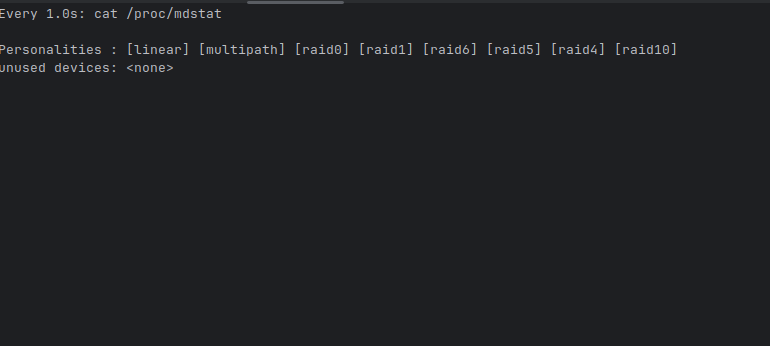 Every 1.0s: cat /proc/mdstat
Personalities : [linear] [multipath] [raid0] [raid1] [raid6] [raid5] [raid4] [raid10]
unused devices: <none>